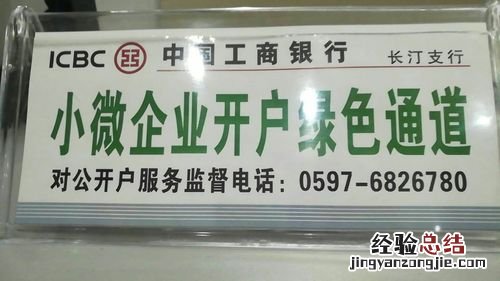 ICBC 中国工商银行 长汀支行
小微企业开户绿色通道
对公开户服务监督电话：0597-6826780
经验总结
jingyanzongjie.com